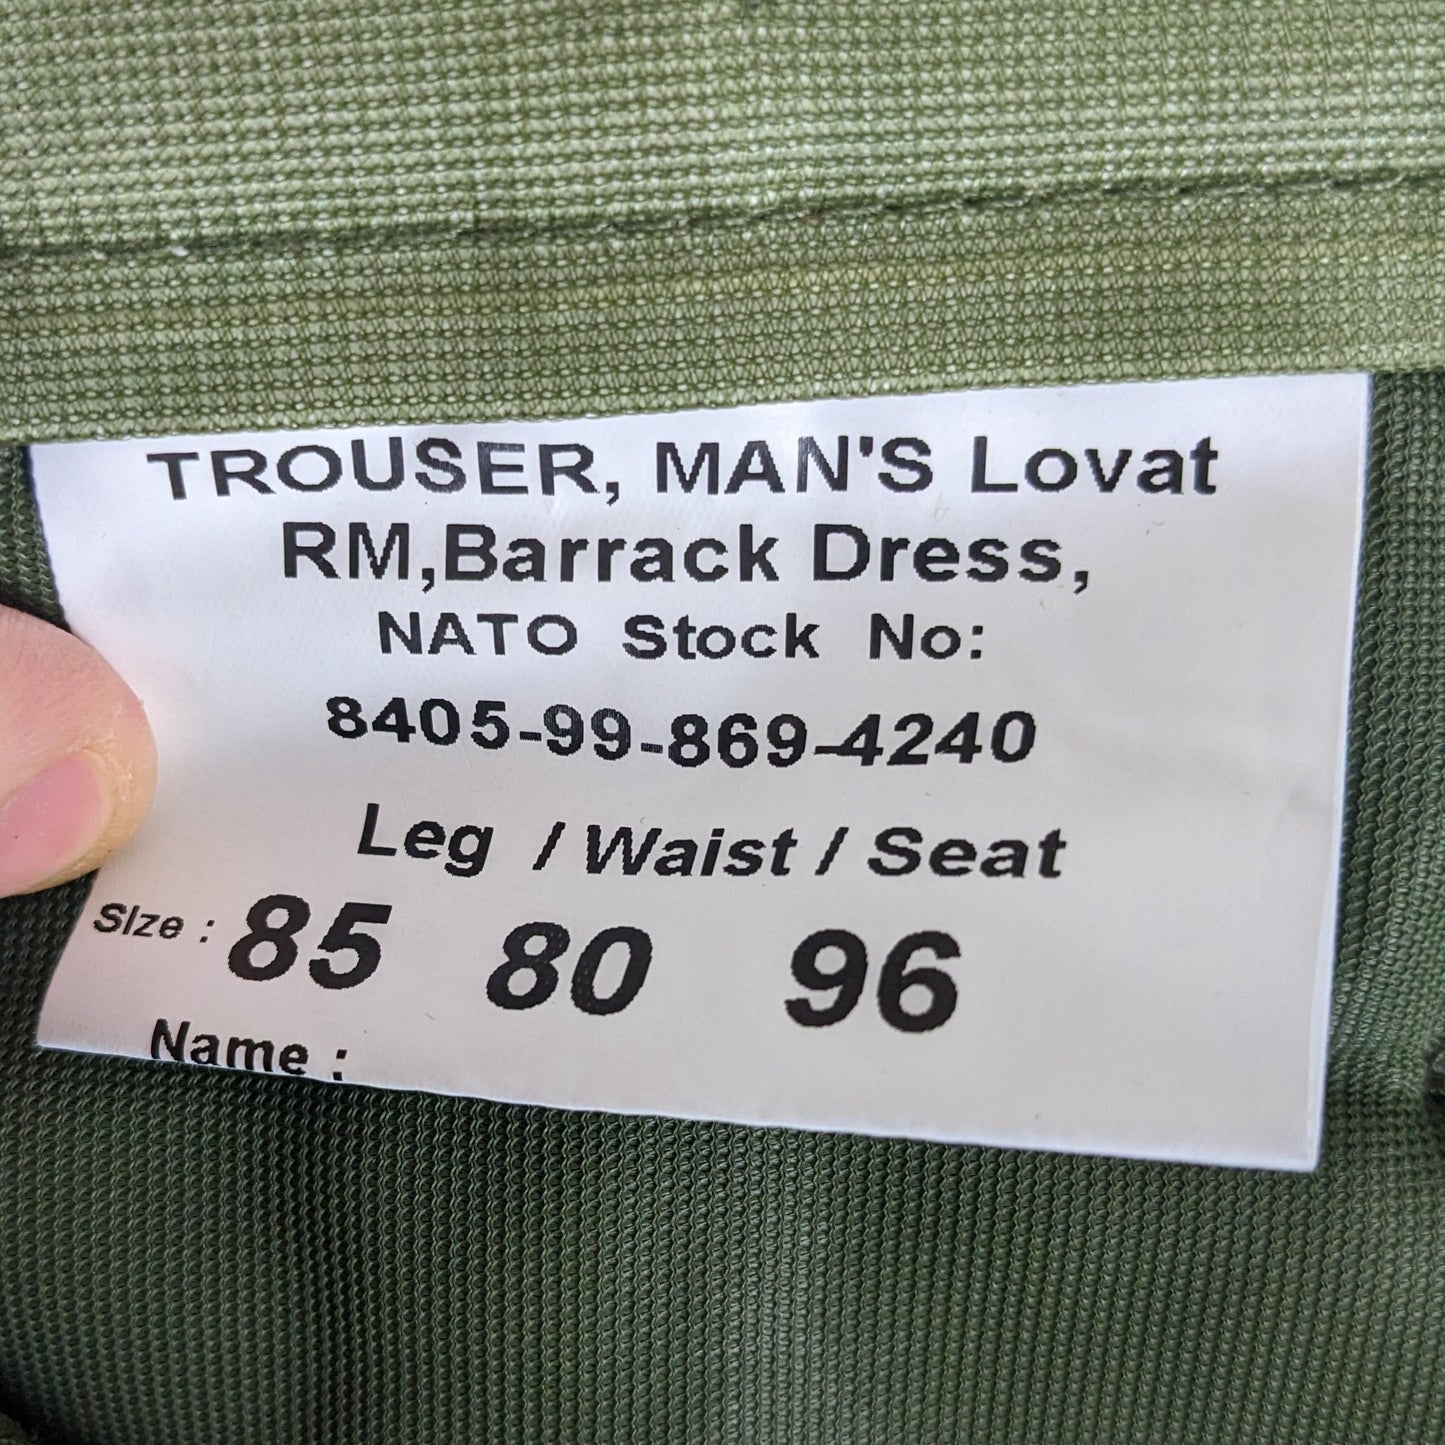 TROUSER, MAN'S Lovat
RM,Barrack Dress,
NATO Stock No:
8405-99-869-4240
Leg / Waist / Seat
SIze : 85 80 96
Name :